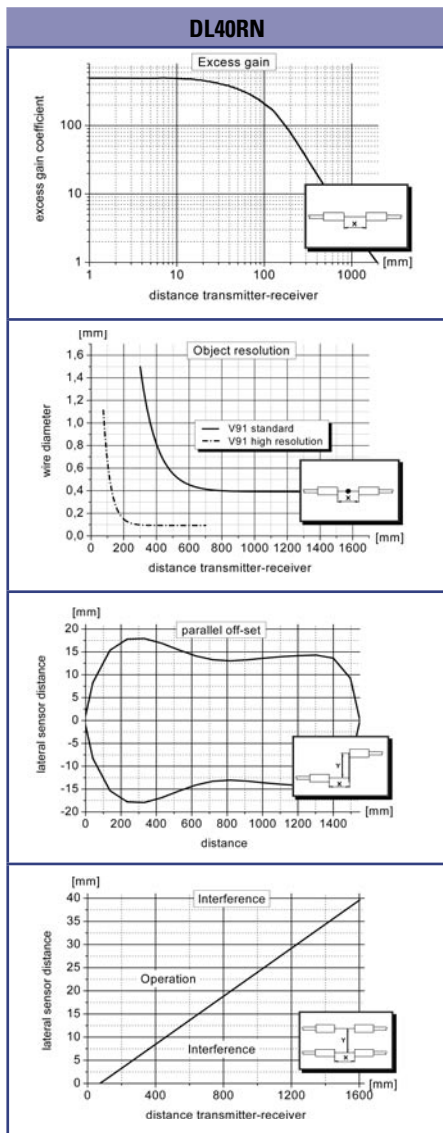 DL40RN
Excess gain
excess gain coefficient
100
10
1
X
1 10 100 1000 [mm]
distance transmitter-receiver
[mm]
Object resolution
wire diameter
1,6
1,4
1,2
1,0
0,8
0,6
0,4
0,2
0,0
V91 standard
V91 high resolution
X
0 200 400 600 800 1000 1200 1400 1600 [mm]
distance transmitter-receiver
[mm]
parallel off-set
lateral sensor distance
20
15
10
5
0
-5
-10
-15
-20
Y
X
0 200 400 600 800 1000 1200 1400 [mm]
distance
[mm]
Interference
lateral sensor distance
40
35
30
25
20
15
10
5
0
Operation
Interference
Y
X
0 400 800 1200 1600 [mm]
distance transmitter-receiver